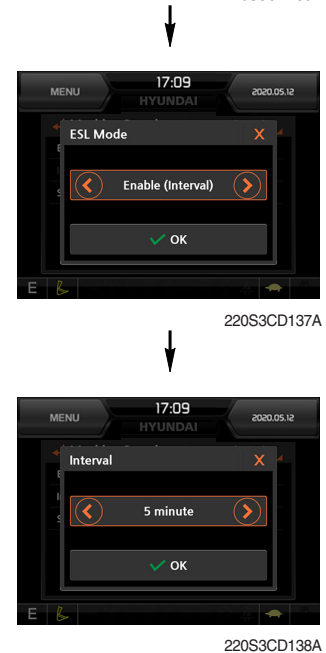 17:09
MENU
2020.05.12
HYUNDAI
ESL Mode
X
Enable (Interval)
OK
E
220S3CD137A
17:09
MENU
2020.05.12
HYUNDAI
Interval
X
5 minute
OK
E
220S3CD138A